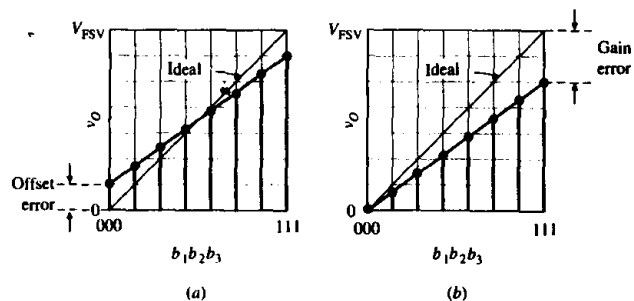 V_FSV
Ideal
v_O
Offset
error
0
000
111
b_1b_2b_3
(a)
V_FSV
Ideal
Gain
error
v_O
0
000
111
b_1b_2b_3
(b)